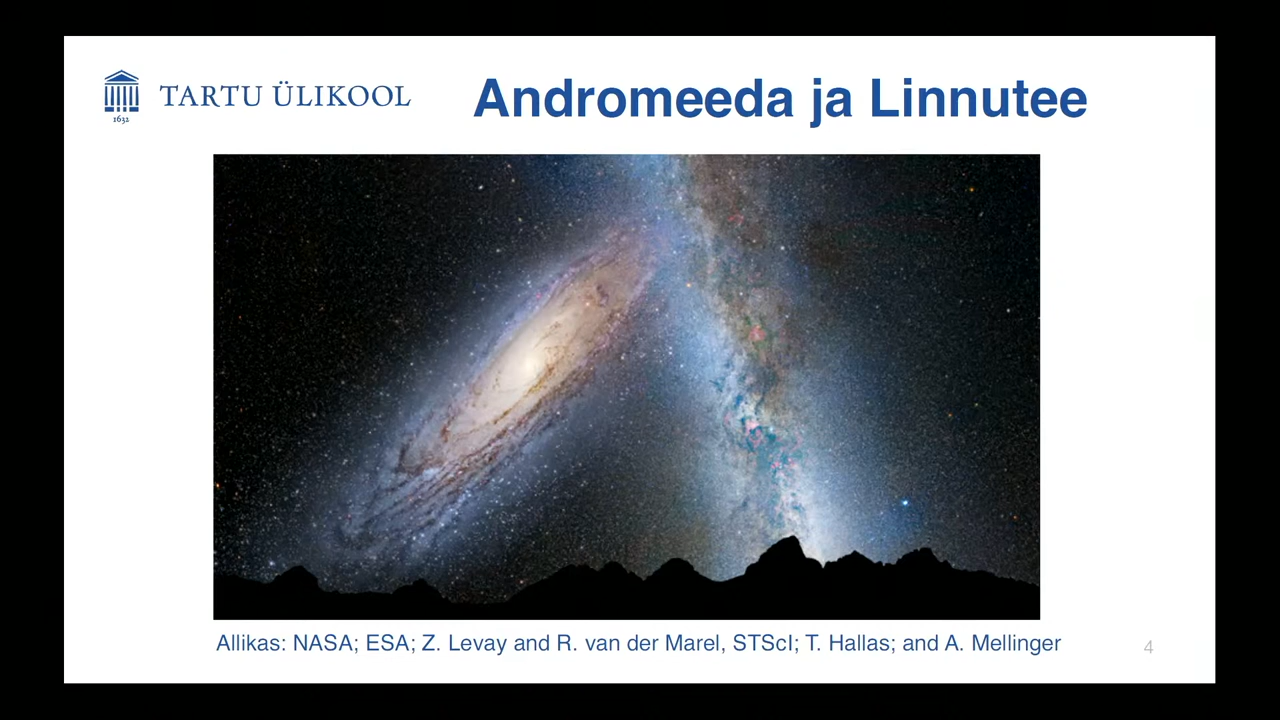 TARTU ÜLIKOOL
1632
Andromeeda ja Linnutee
Allikas: NASA; ESA; Z. Levay and R. van der Marel, STScI; T. Hallas; and A. Mellinger
4